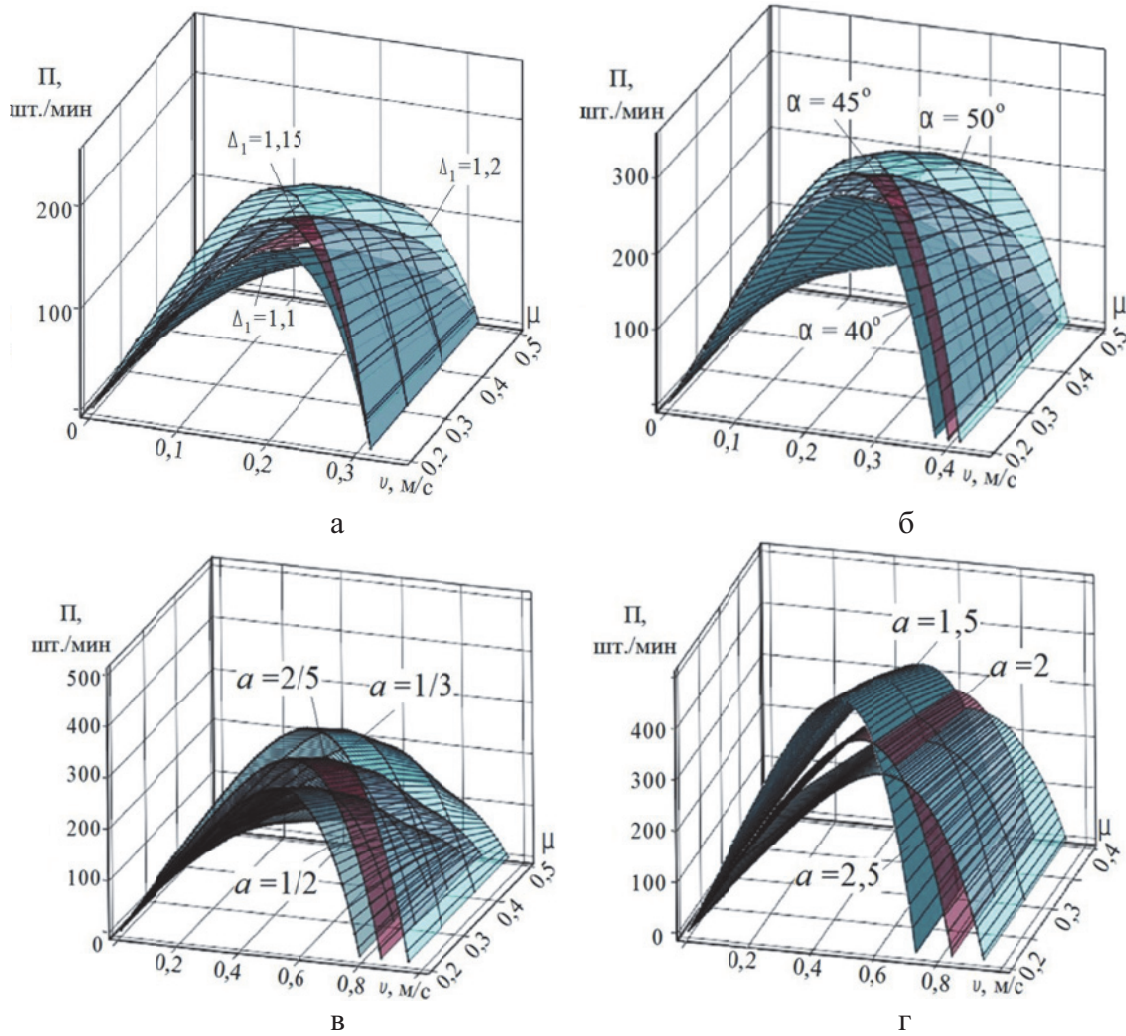 П,
шт./мин
200
100
0
Δ₁=1,15
Δ₁=1,2
Δ₁=1,1
0,1
0,2
0,3
υ, м/с
0,2
0,3
0,4
0,5
μ
а
П,
шт./мин
300
200
100
0
α = 45°
α = 50°
α = 40°
0,1
0,2
0,3
0,4
υ, м/с
0,2
0,3
0,4
0,5
μ
б
П,
шт./мин
500
400
300
200
100
0
a = 2/5
a = 1/3
a = 1/2
0,2
0,4
0,6
0,8
υ, м/с
0,2
0,3
0,4
0,5
μ
в
П,
шт./мин
400
300
200
100
0
a = 1,5
a = 2
a = 2,5
0,2
0,4
0,6
0,8
υ, м/с
0,2
0,3
0,4
μ
г